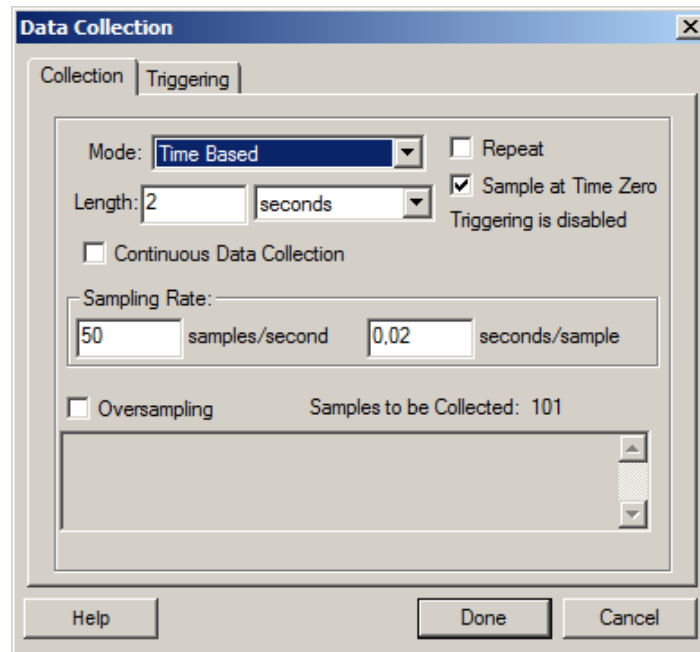 Data Collection
Collection Triggering
Mode: Time Based Repeat
Length: 2 seconds Sample at Time Zero
Triggering is disabled
Continuous Data Collection
Sampling Rate:
50 samples/second 0,02 seconds/sample
Oversampling Samples to be Collected: 101
Help Done Cancel